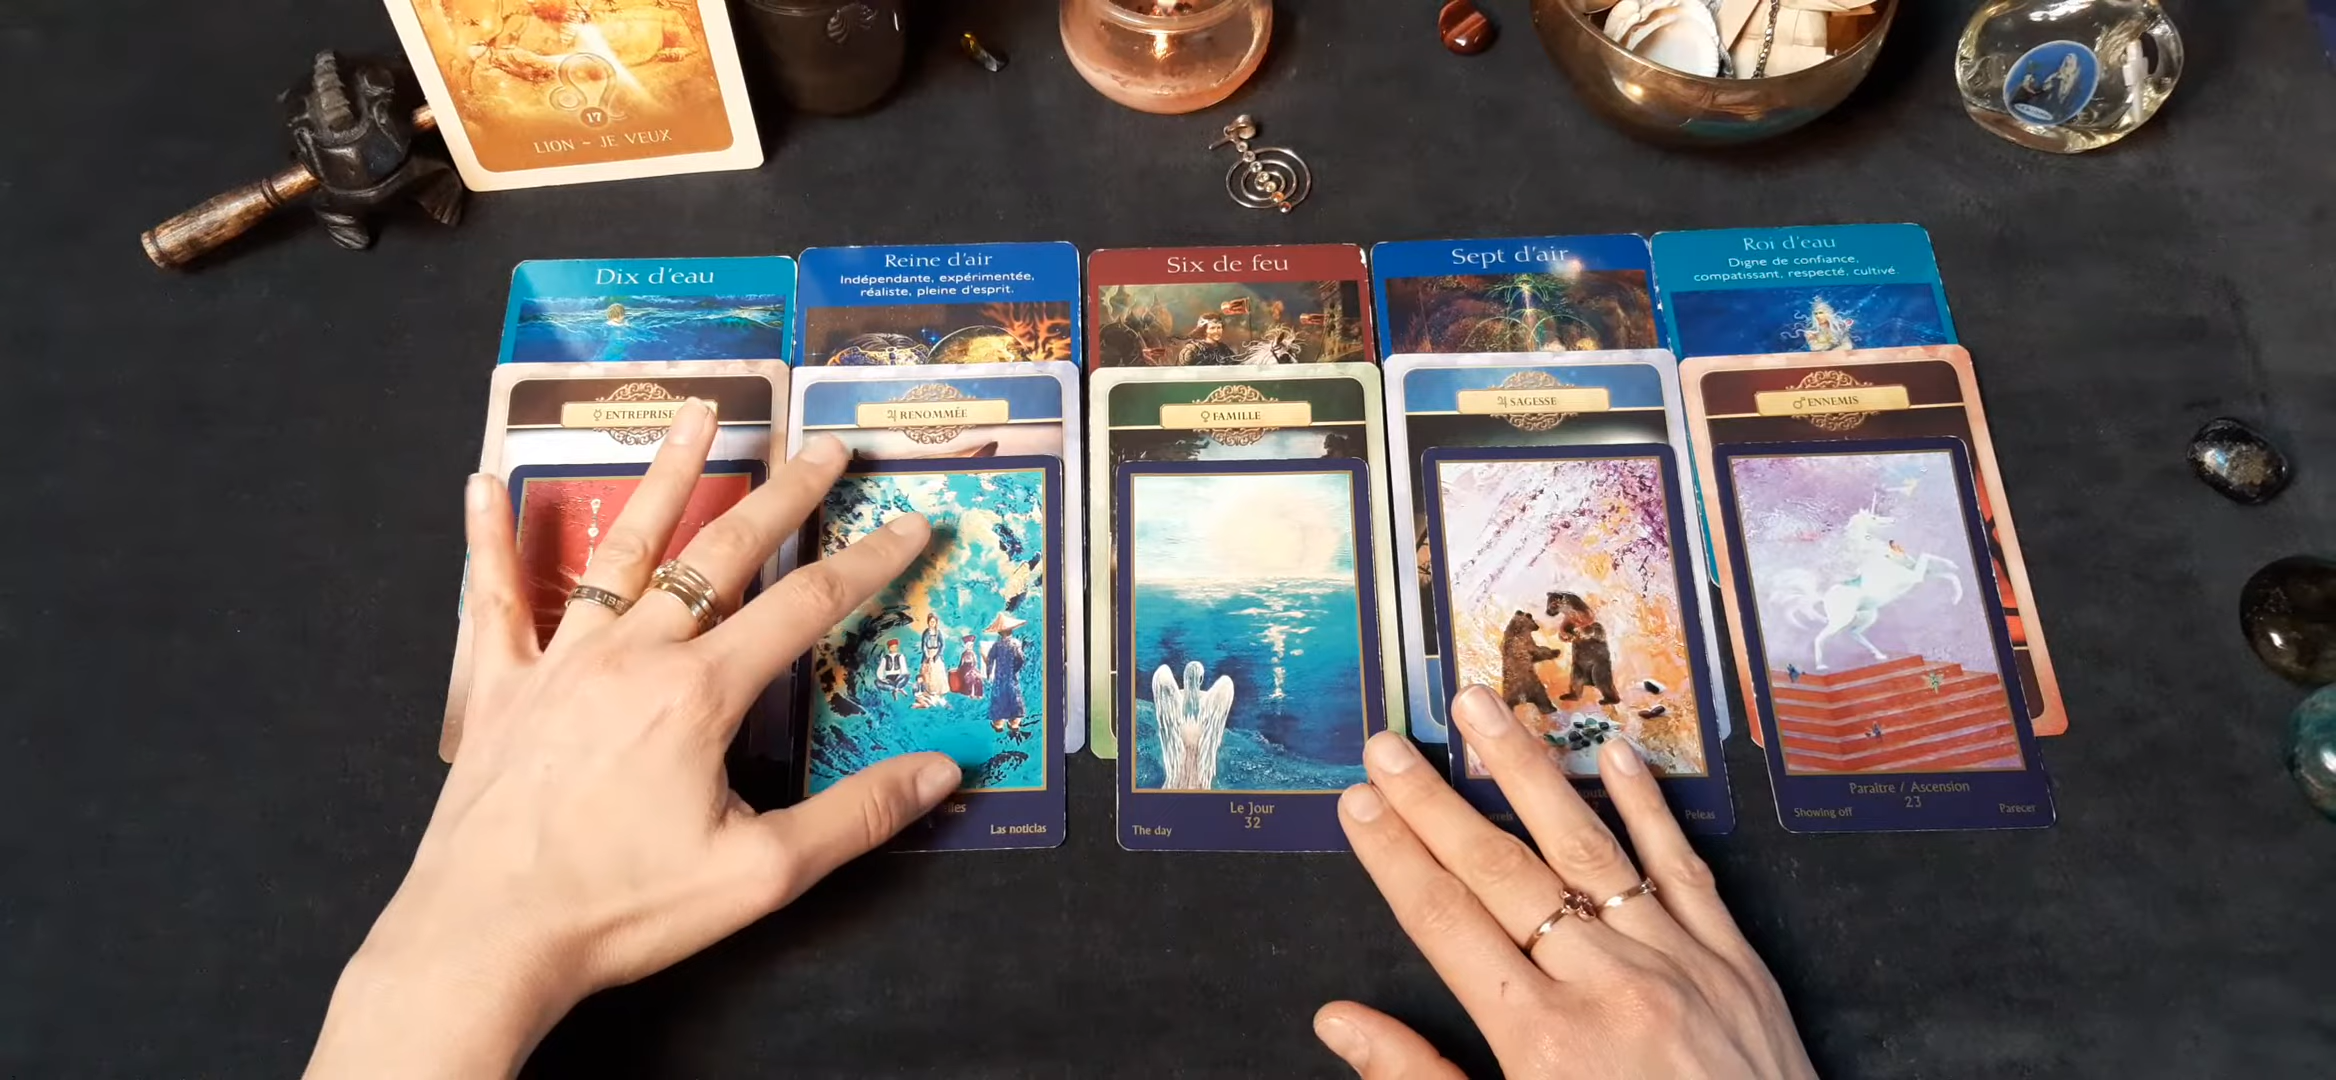 17
LION ~ JE VEUX
Dix d'eau
Reine d'air
Indépendante, expérimentée,
réaliste, pleine d'esprit.
Six de feu
Sept d'air
Roi d'eau
Digne de confiance,
compatissant, respecté, cultivé.
☿ ENTREPRISE
♃ RENOMMÉE
♀ FAMILLE
♃ SAGESSE
♂ ENNEMIS
Las noticias
Le Jour
32
The day
Peleas
Paraître / Ascension
23
Showing off
Parecer